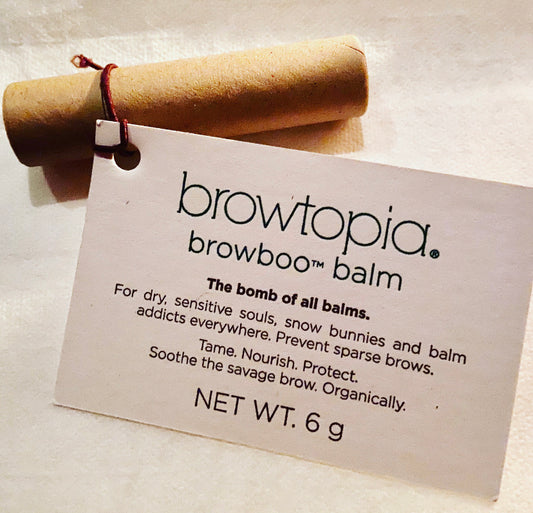 browtopia®
browboo™ balm
The bomb of all balms.
For dry, sensitive souls, snow bunnies and balm
addicts everywhere. Prevent sparse brows.
Tame. Nourish. Protect.
Soothe the savage brow. Organically.
NET WT. 6 g